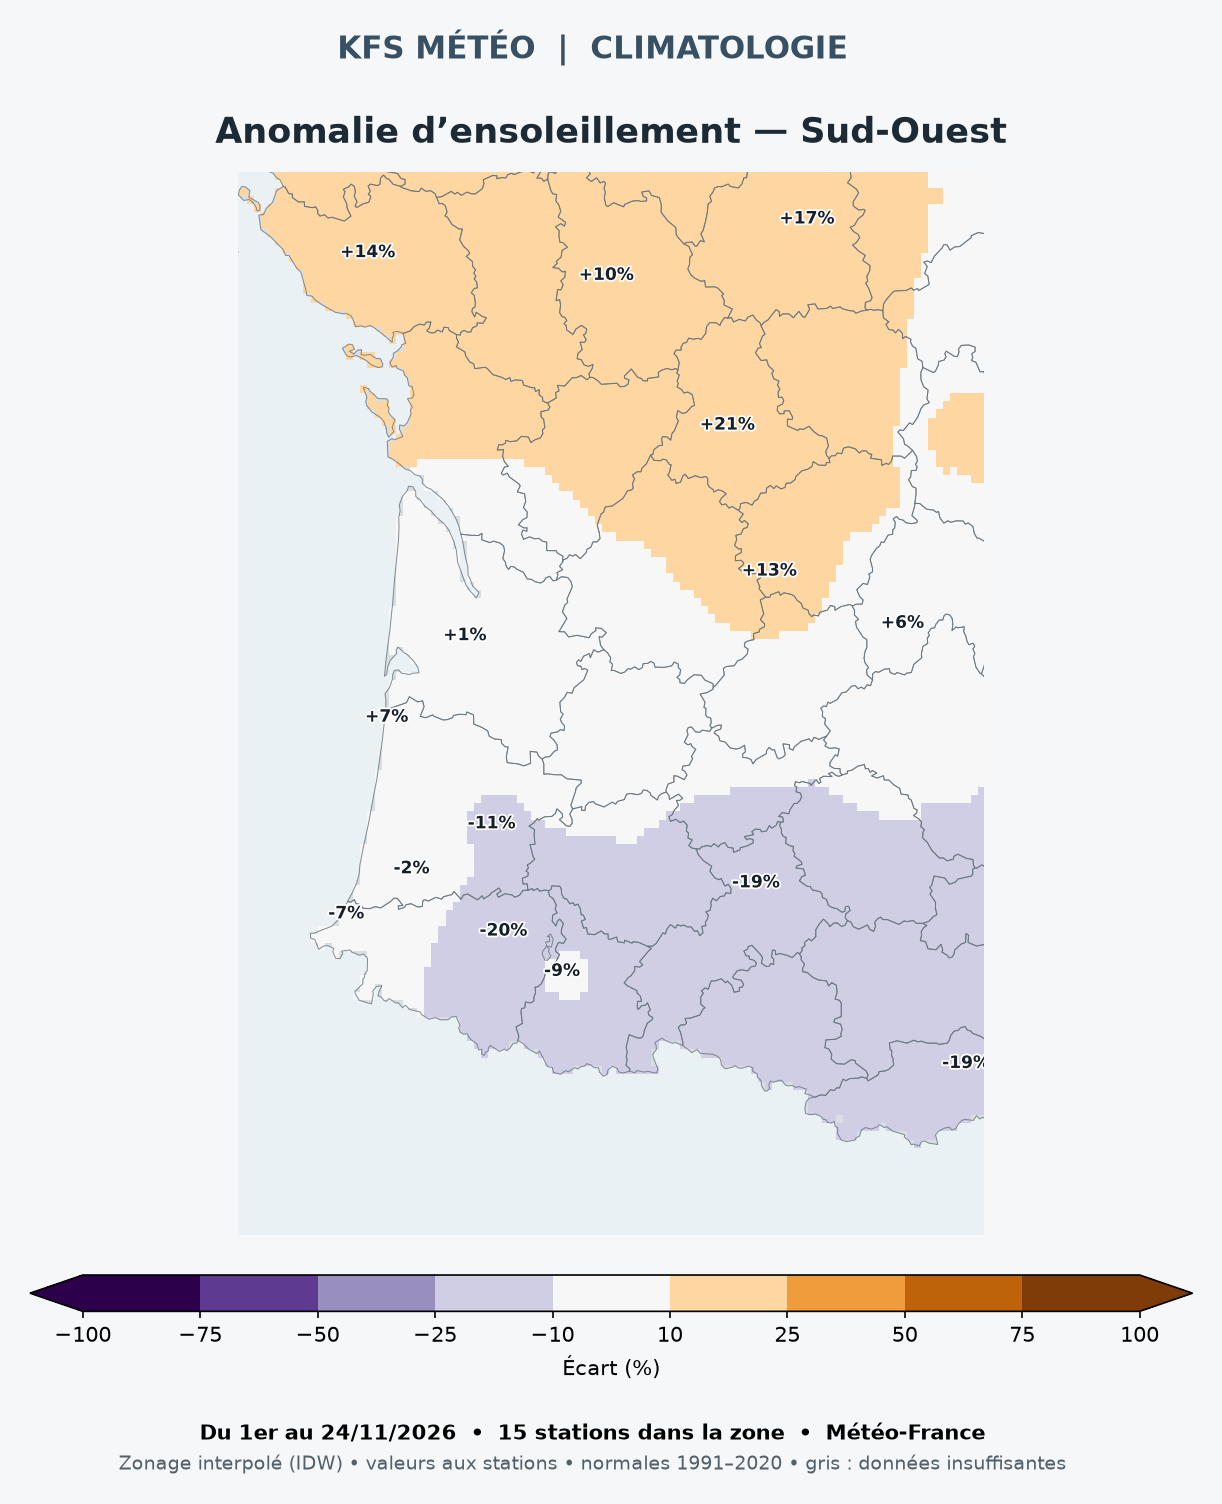 KFS MÉTÉO | CLIMATOLOGIE
Anomalie d’ensoleillement — Sud-Ouest
+17%
+14%
+10%
+21%
+13%
+6%
+1%
+7%
-11%
-2%
-19%
-7%
-20%
-9%
-19%
−100 −75 −50 −25 −10 10 25 50 75 100
Écart (%)
Du 1er au 24/11/2026 • 15 stations dans la zone • Météo-France
Zonage interpolé (IDW) • valeurs aux stations • normales 1991–2020 • gris : données insuffisantes